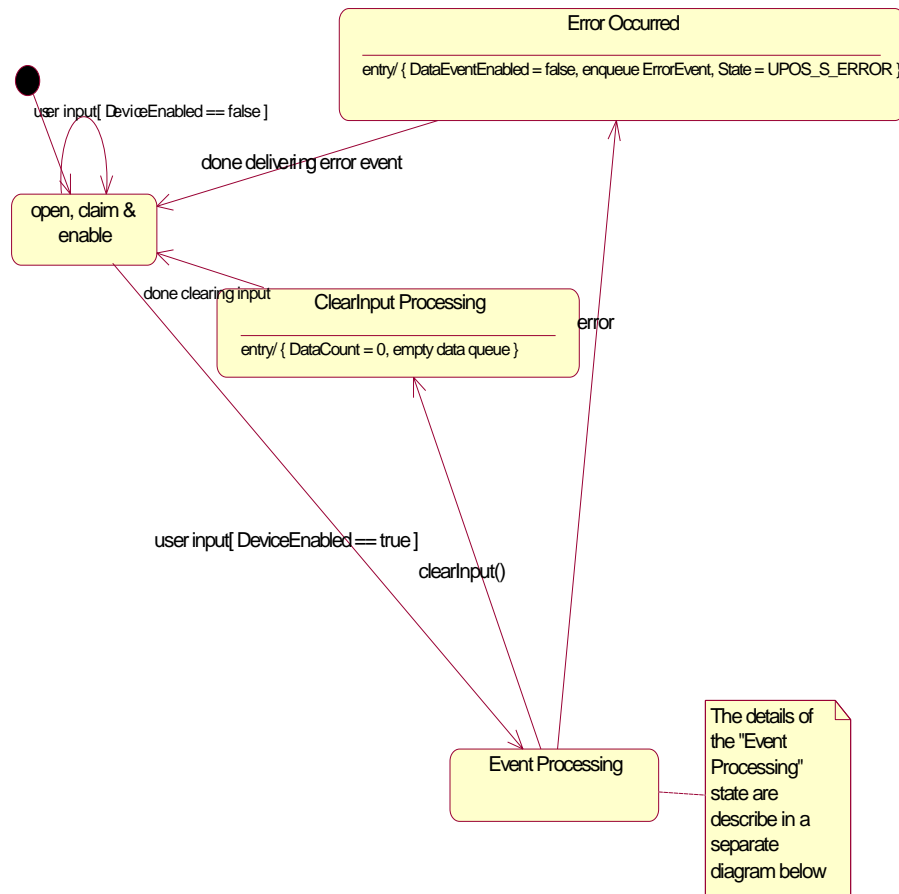 Error Occurred
entry/ { DataEventEnabled = false, enqueue ErrorEvent, State = UPOS_S_ERROR }
user input[ DeviceEnabled == false ]
done delivering error event
open, claim &
enable
done clearing input
ClearInput Processing
entry/ { DataCount = 0, empty data queue }
error
user input[ DeviceEnabled == true ]
clearInput()
Event Processing
The details of
the "Event
Processing"
state are
describe in a
separate
diagram below